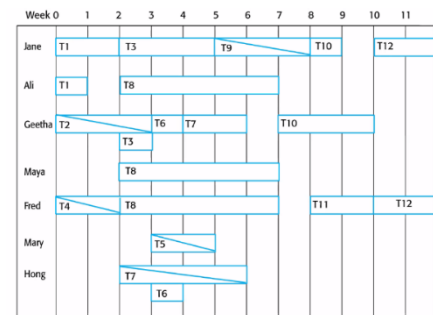 Week 0 1 2 3 4 5 6 7 8 9 10 11
Jane T1 T3 T9 T10 T12
Ali T1 T8
Geetha T2 T6 T4 T7 T10
T3
Maya T8
Fred T4 T8 T11 T12
Mary T5
Hong T7
T6